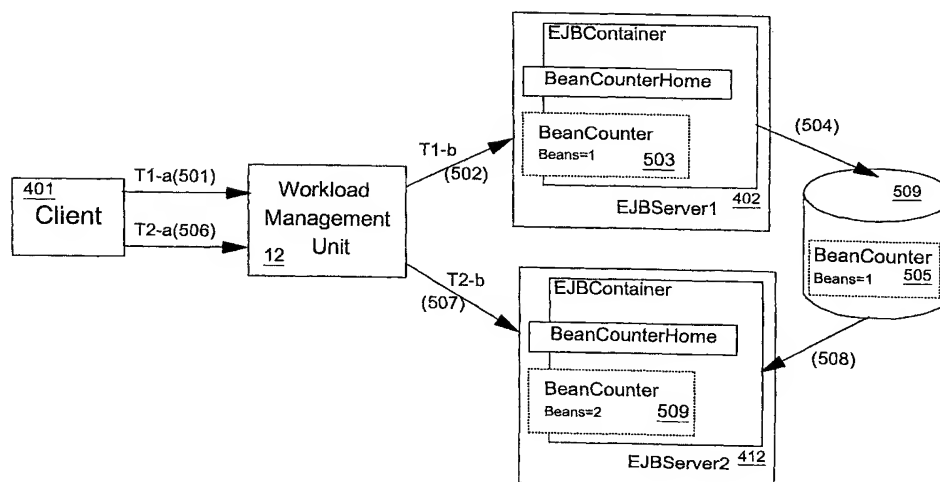 401
Client
T1-a(501)
T2-a(506)
Workload
Management
Unit
12
T1-b
(502)
T2-b
(507)
EJBContainer
BeanCounterHome
BeanCounter
Beans=1
503
EJBServer1
402
(504)
509
BeanCounter
Beans=1
505
(508)
EJBContainer
BeanCounterHome
BeanCounter
Beans=2
509
EJBServer2
412